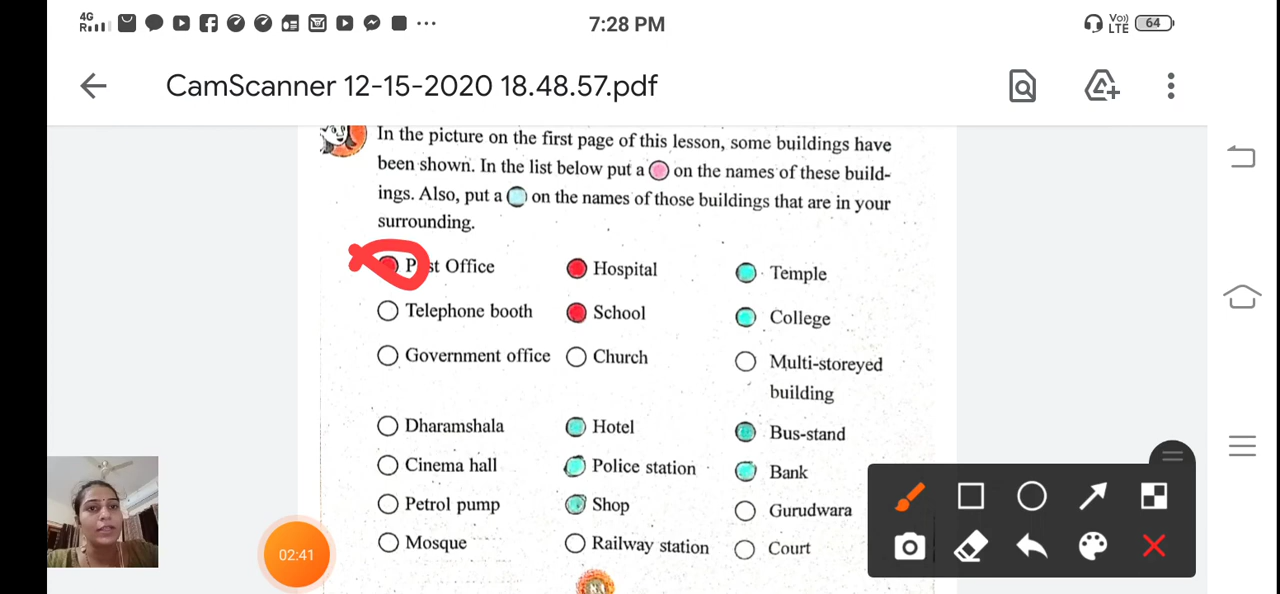 4G
R
7:28 PM
Vo))
LTE
64
CamScanner 12-15-2020 18.48.57.pdf
In the picture on the first page of this lesson, some buildings have
been shown. In the list below put a on the names of these build-
ings. Also, put a on the names of those buildings that are in your
surrounding.
Post Office Hospital Temple
Telephone booth School College
Government office Church Multi-storeyed
building
Dharamshala Hotel Bus-stand
Cinema hall Police station Bank
Petrol pump Shop Gurudwara
Mosque Railway station Court
02:41